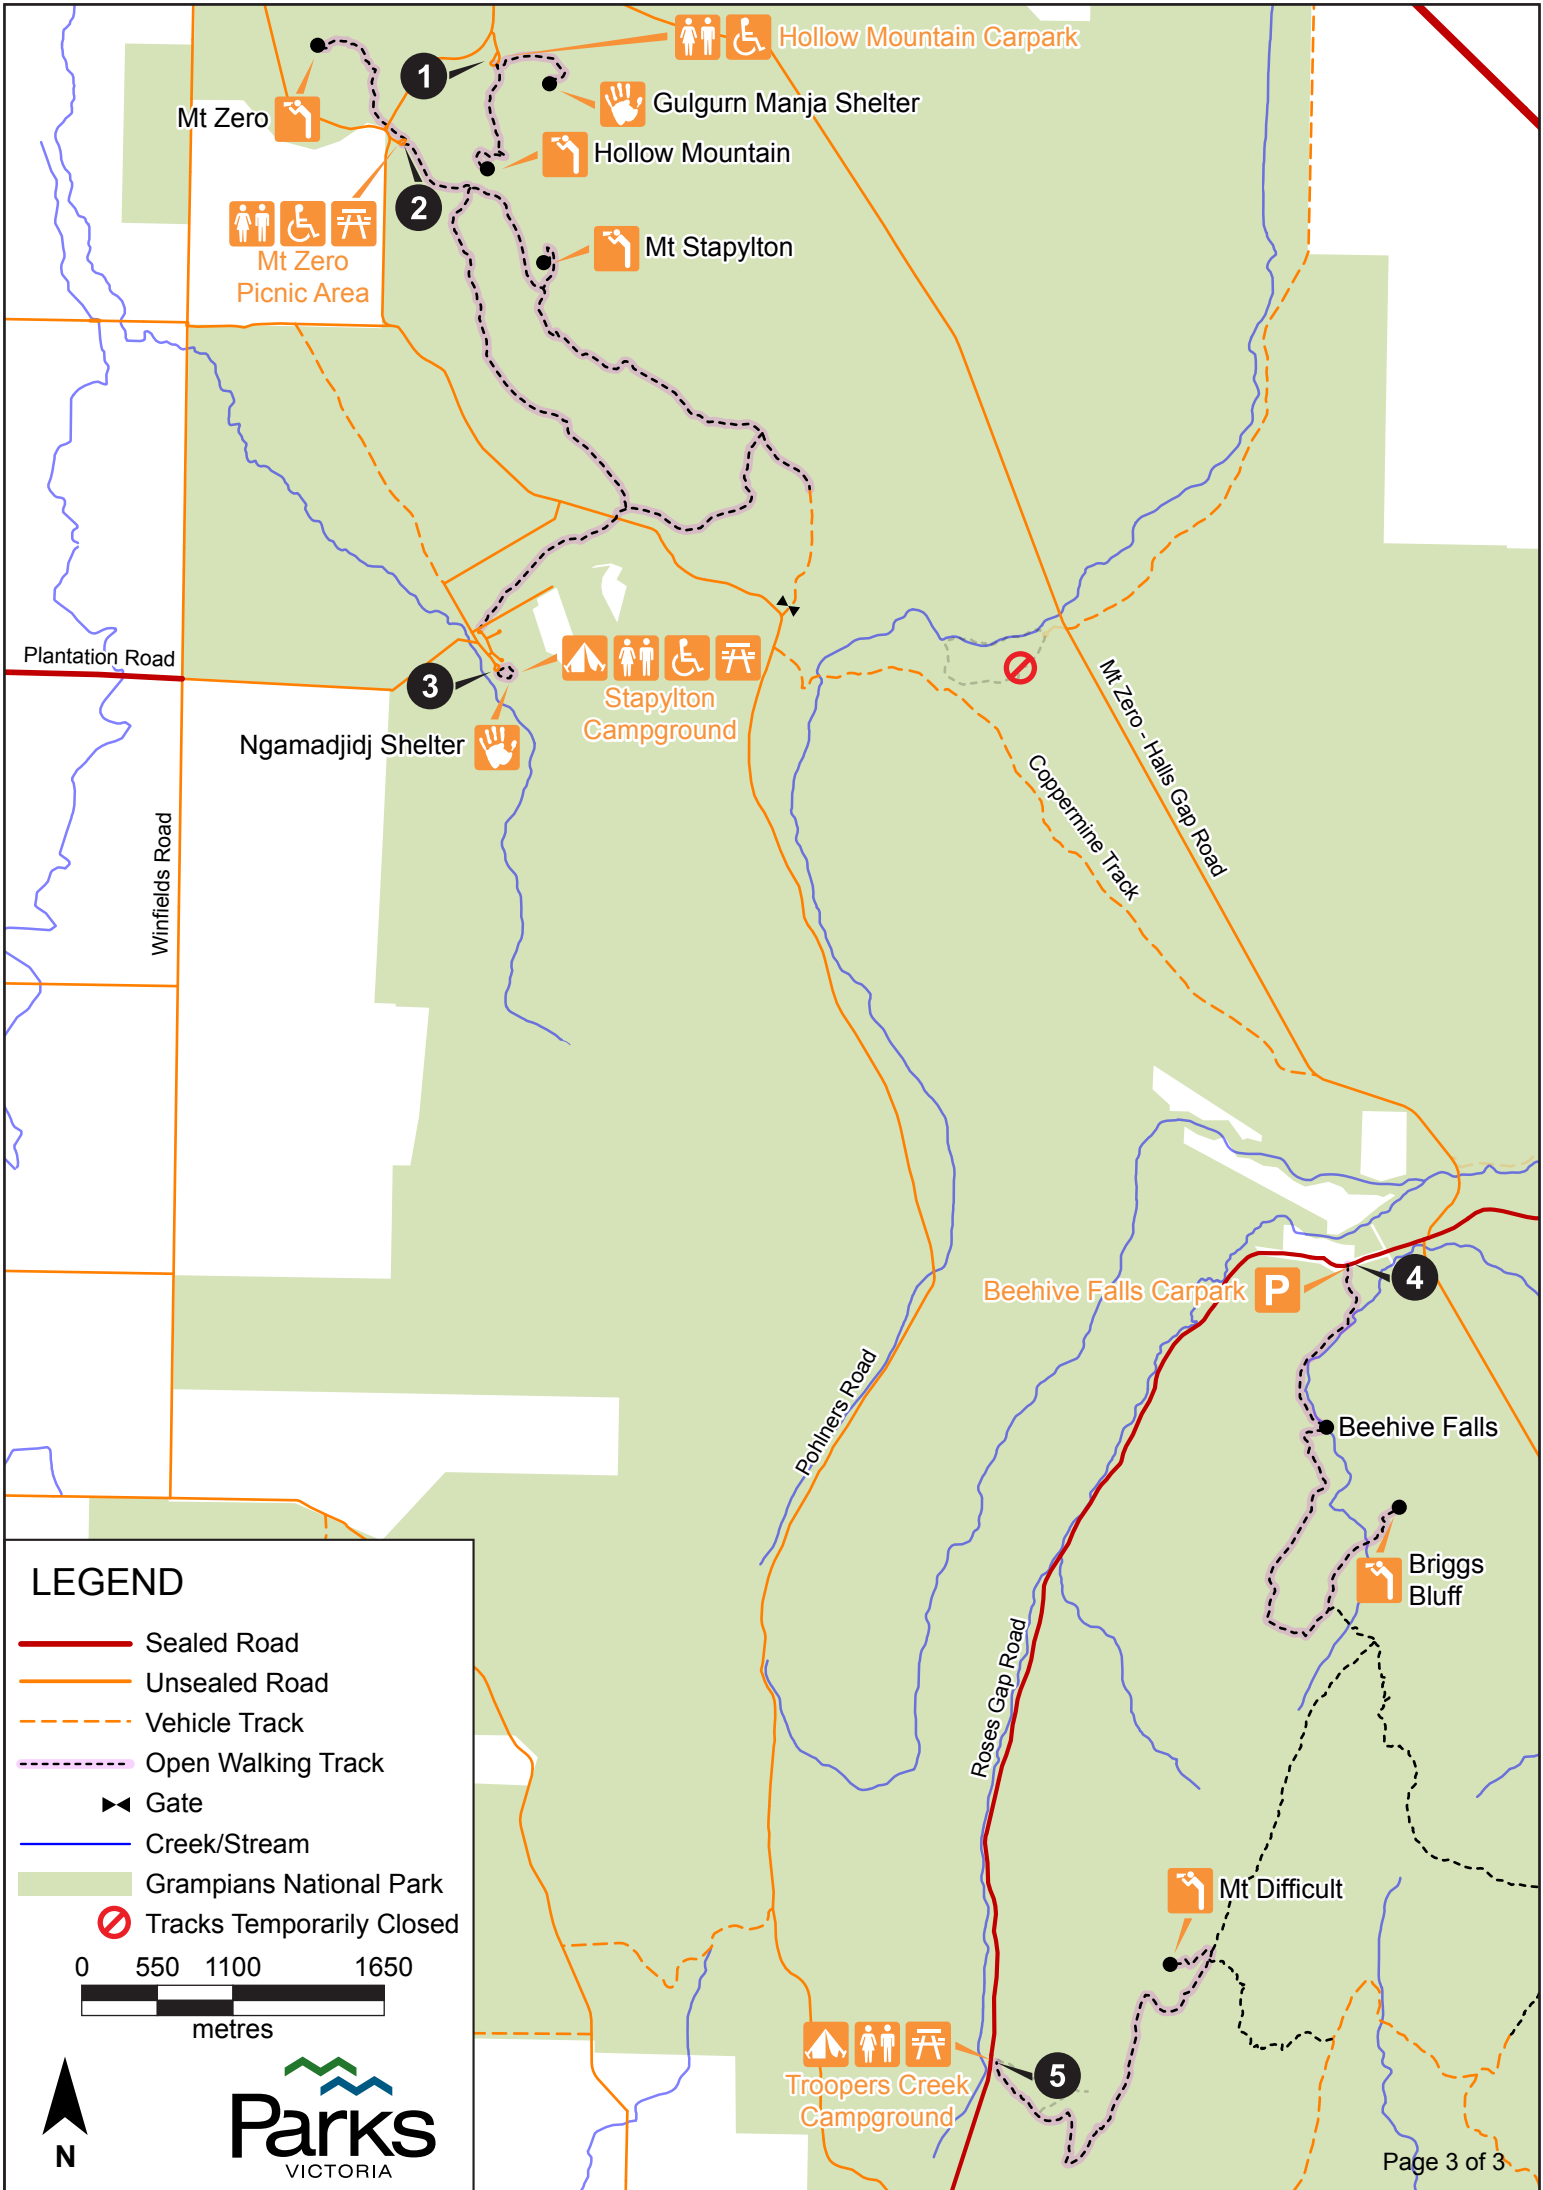 Hollow Mountain Carpark
1
Gulgurn Manja Shelter
Mt Zero
Hollow Mountain
2
Mt Stapylton
Mt Zero
Picnic Area
Plantation Road
3
Stapylton
Campground
Ngamadjidj Shelter
Mt Zero - Halls Gap Road
Coppermine Track
Winfields Road
Beehive Falls Carpark
P
4
Pohlners Road
Beehive Falls
Briggs
Bluff
Roses Gap Road
Mt Difficult
5
Troopers Creek
Campground
LEGEND
Sealed Road
Unsealed Road
Vehicle Track
Open Walking Track
Gate
Creek/Stream
Grampians National Park
Tracks Temporarily Closed
0 550 1100 1650
metres
N
Parks
VICTORIA
Page 3 of 3